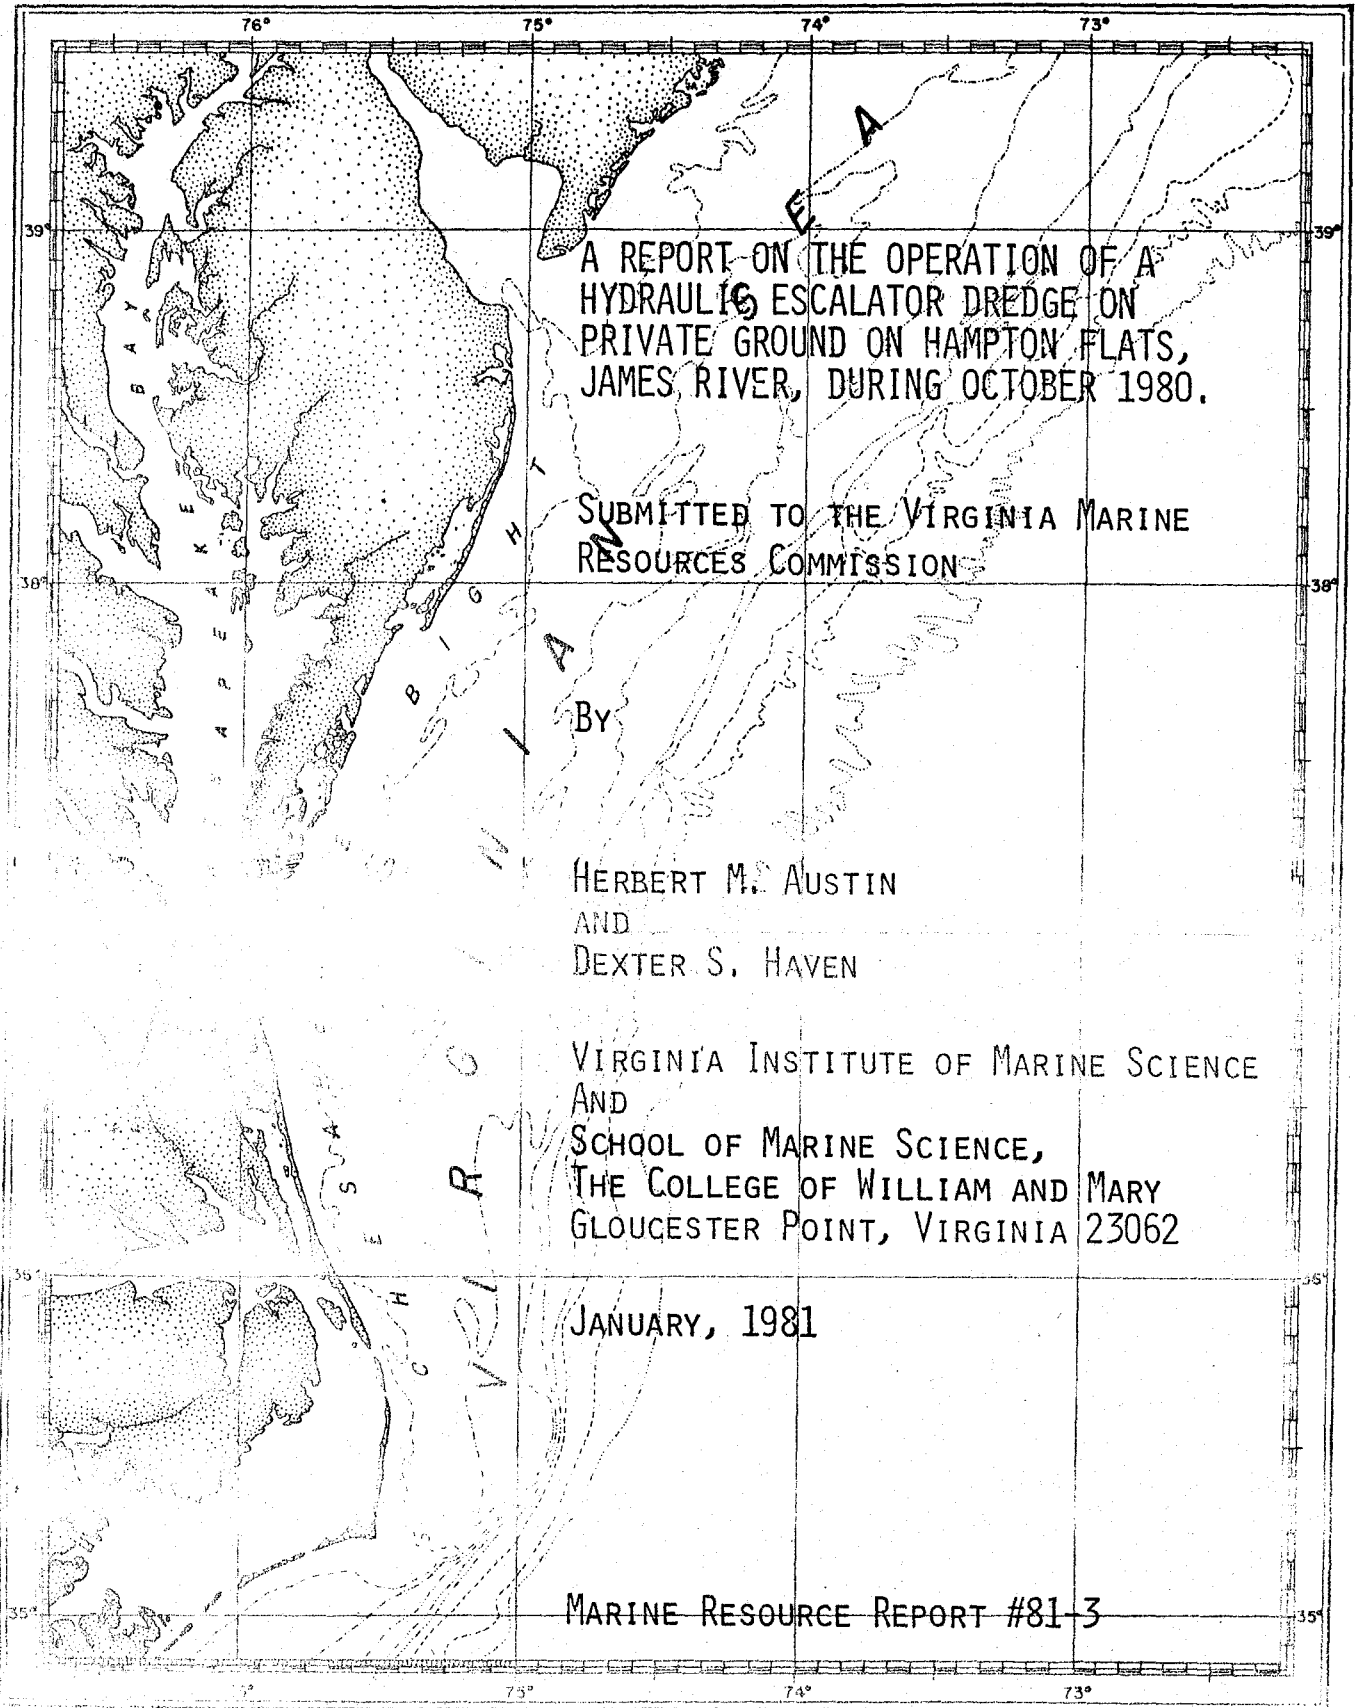 76° 75° 74° 73°
39° 39°
A REPORT ON THE OPERATION OF A
HYDRAULIC ESCALATOR DREDGE ON
PRIVATE GROUND ON HAMPTON FLATS,
JAMES RIVER, DURING OCTOBER 1980.
SUBMITTED TO THE VIRGINIA MARINE
RESOURCES COMMISSION
38° 38°
BY
HERBERT M. AUSTIN
AND
DEXTER S. HAVEN
VIRGINIA INSTITUTE OF MARINE SCIENCE
AND
SCHOOL OF MARINE SCIENCE,
THE COLLEGE OF WILLIAM AND MARY
GLOUCESTER POINT, VIRGINIA 23062
JANUARY, 1981
MARINE RESOURCE REPORT #81-3
35° 35°
75° 74° 73°
BAY
BIGHT
VIRGINIAN